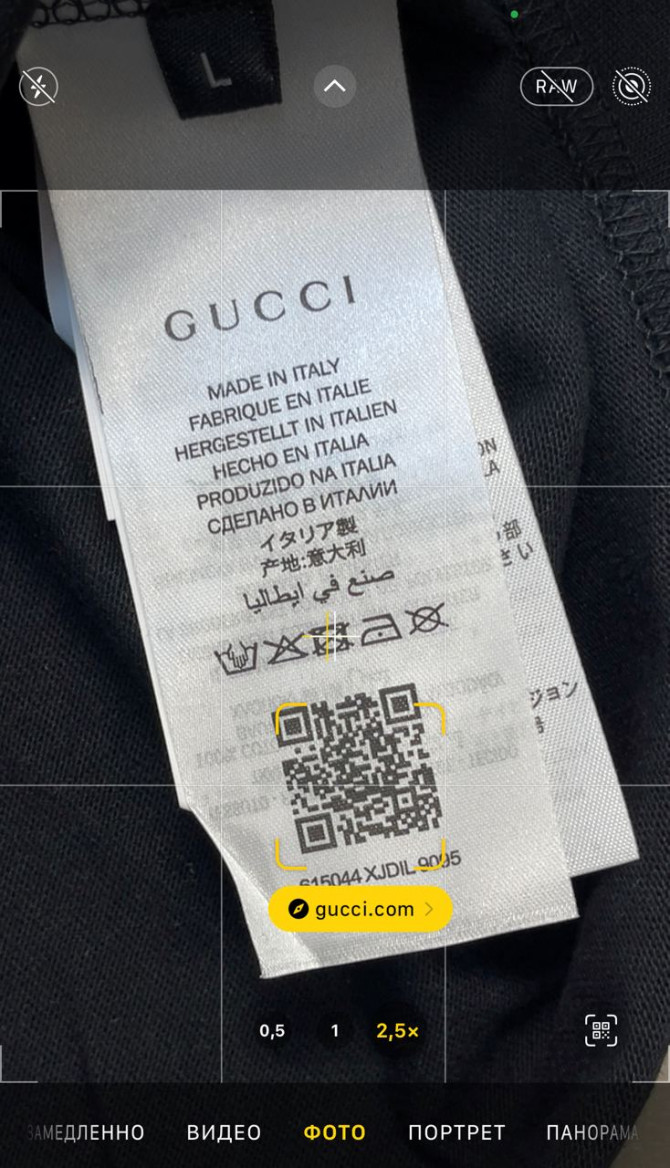 L
RAW
GUCCI
MADE IN ITALY
FABRIQUE EN ITALIE
HERGESTELLT IN ITALIEN
HECHO EN ITALIA
PRODUZIDO NA ITALIA
СДЕЛАНО В ИТАЛИИ
イタリア製
产地:意大利
صنع في ايطاليا
615044 XJDIL 9095
gucci.com
0,5 1 2,5×
ВИДЕО ФОТО ПОРТРЕТ ПАНОРАМА